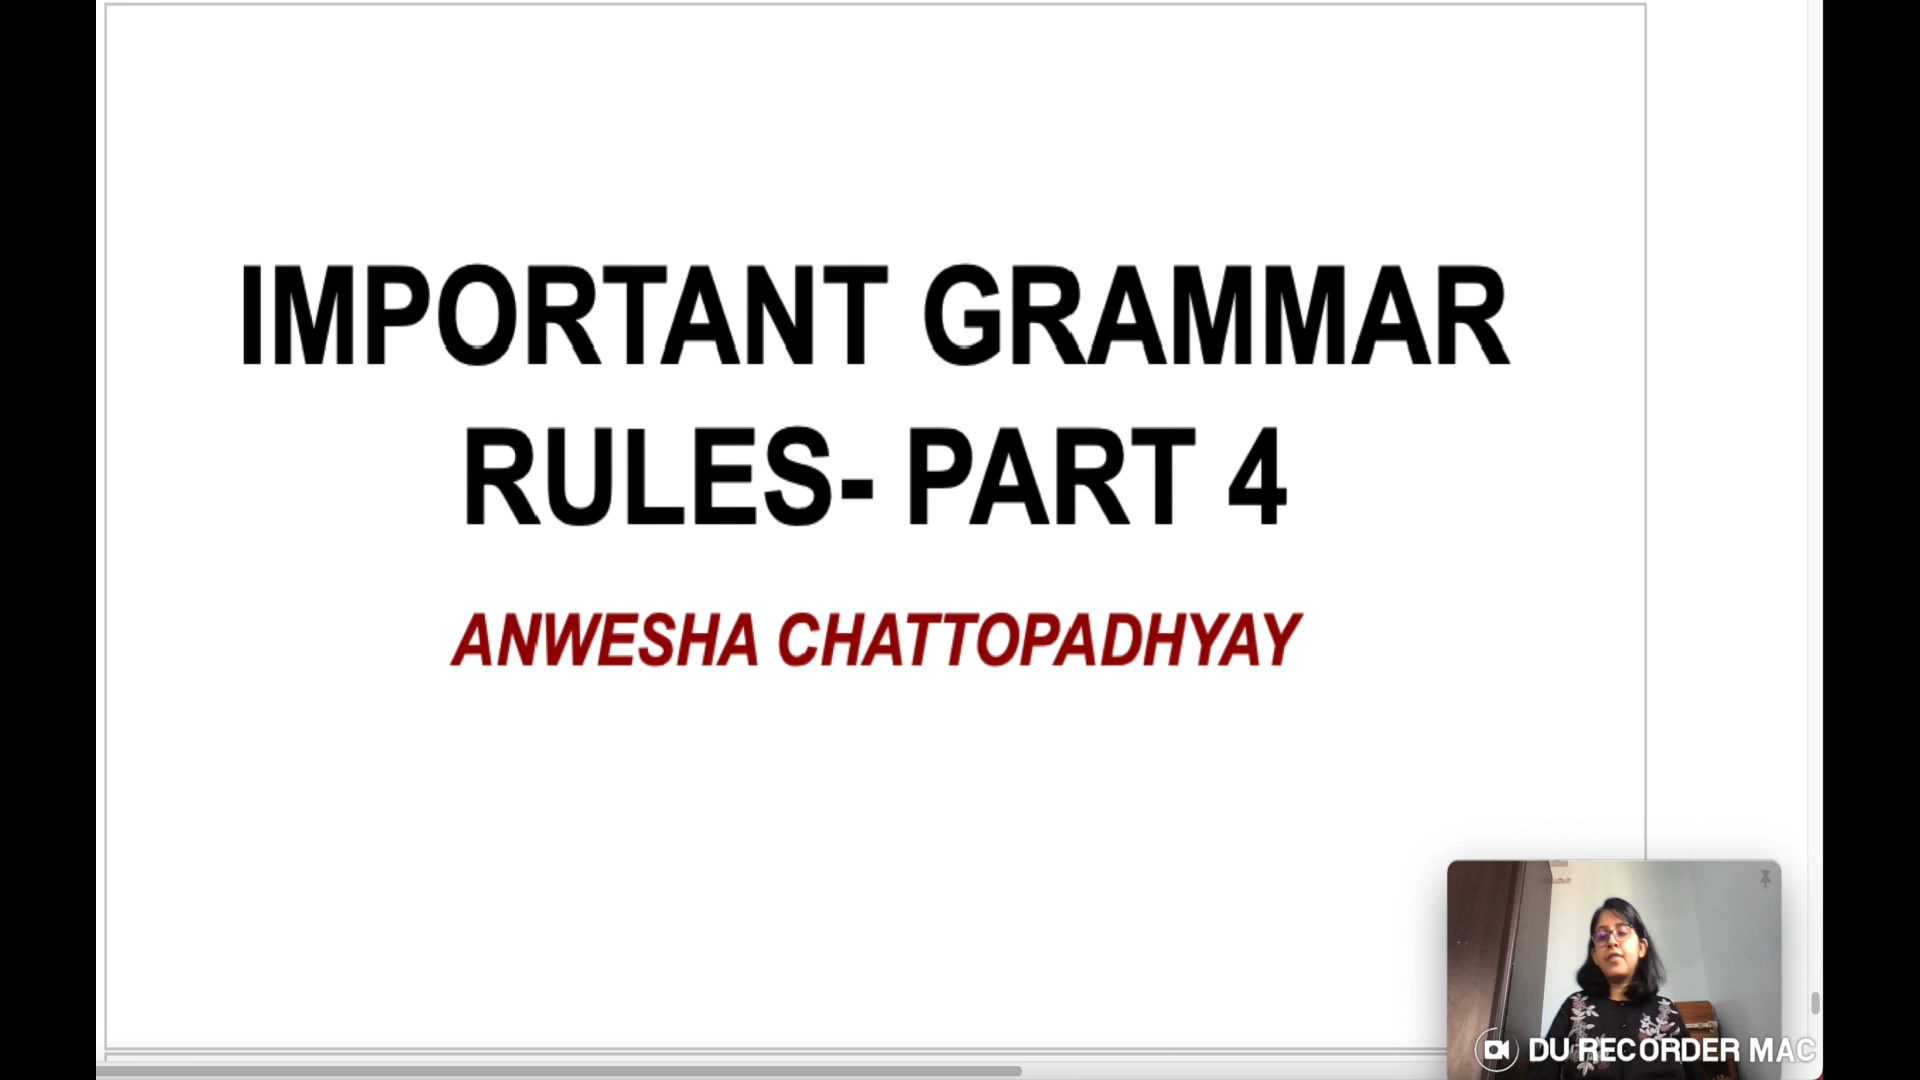 IMPORTANT GRAMMAR
RULES- PART 4
ANWESHA CHATTOPADHYAY
DU RECORDER MAC